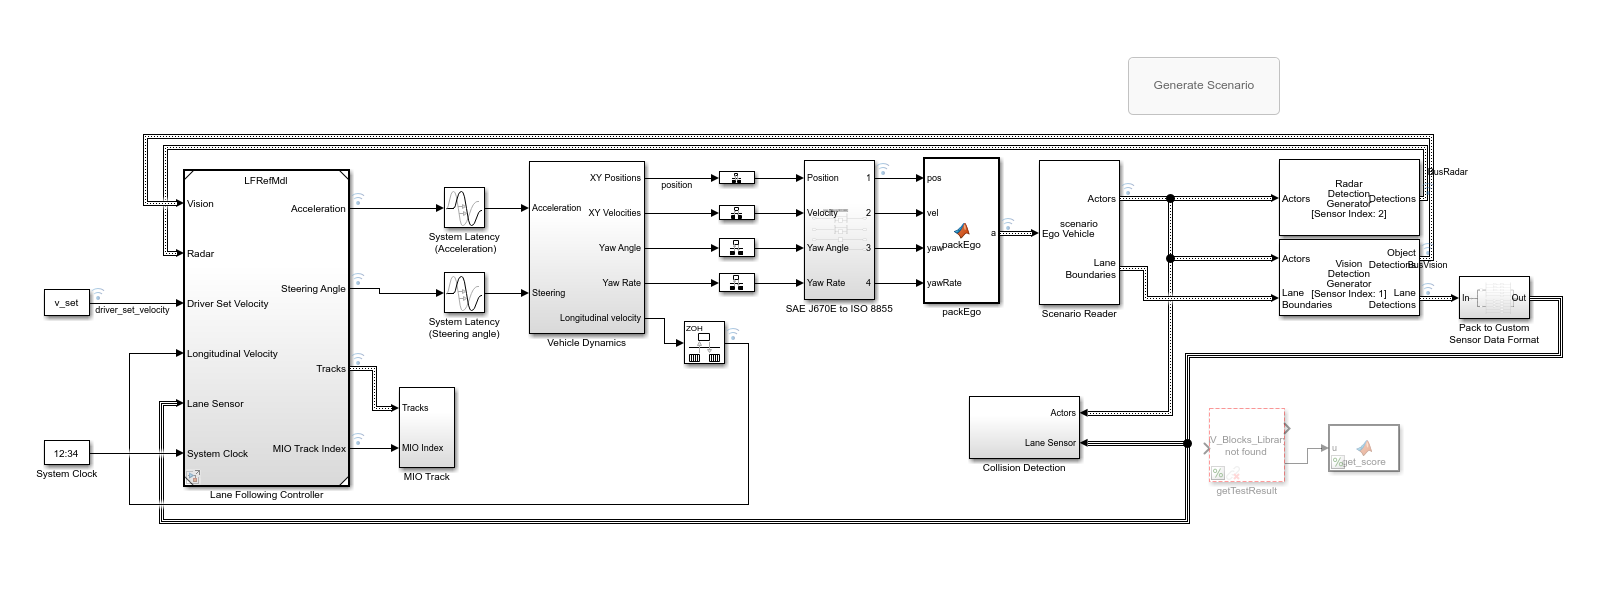 Generate Scenario
LFRefMdl
Vision
Radar
Driver Set Velocity
Longitudinal Velocity
Lane Sensor
System Clock
Acceleration
Steering Angle
Tracks
MIO Track Index
Lane Following Controller
v_set
driver_set_velocity
12:34
System Clock
Tracks
MIO Index
MIO Track
System Latency
(Acceleration)
System Latency
(Steering angle)
Acceleration
Steering
XY Positions
XY Velocities
Yaw Angle
Yaw Rate
Longitudinal velocity
Vehicle Dynamics
position
ZOH
Position
Velocity
Yaw Angle
Yaw Rate
1
2
3
4
SAE J670E to ISO 8855
pos
vel
yaw
yawRate
packEgo
a
packEgo
scenario
Ego Vehicle
Actors
Lane
Boundaries
Scenario Reader
Actors
Radar
Detection
Generator
[Sensor Index: 2]
Detections
BusRadar
Actors
Lane
Boundaries
Vision
Detection
Generator
[Sensor Index: 1]
Object
Detections
Lane
Detections
BusVision
In
Out
Pack to Custom
Sensor Data Format
Actors
Lane Sensor
Collision Detection
V_Blocks_Librar
not found
getTestResult
u
get_score